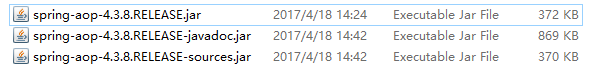 spring-aop-4.3.8.RELEASE.jar 2017/4/18 14:24 Executable Jar File 372 KB
spring-aop-4.3.8.RELEASE-javadoc.jar 2017/4/18 14:42 Executable Jar File 869 KB
spring-aop-4.3.8.RELEASE-sources.jar 2017/4/18 14:42 Executable Jar File 370 KB